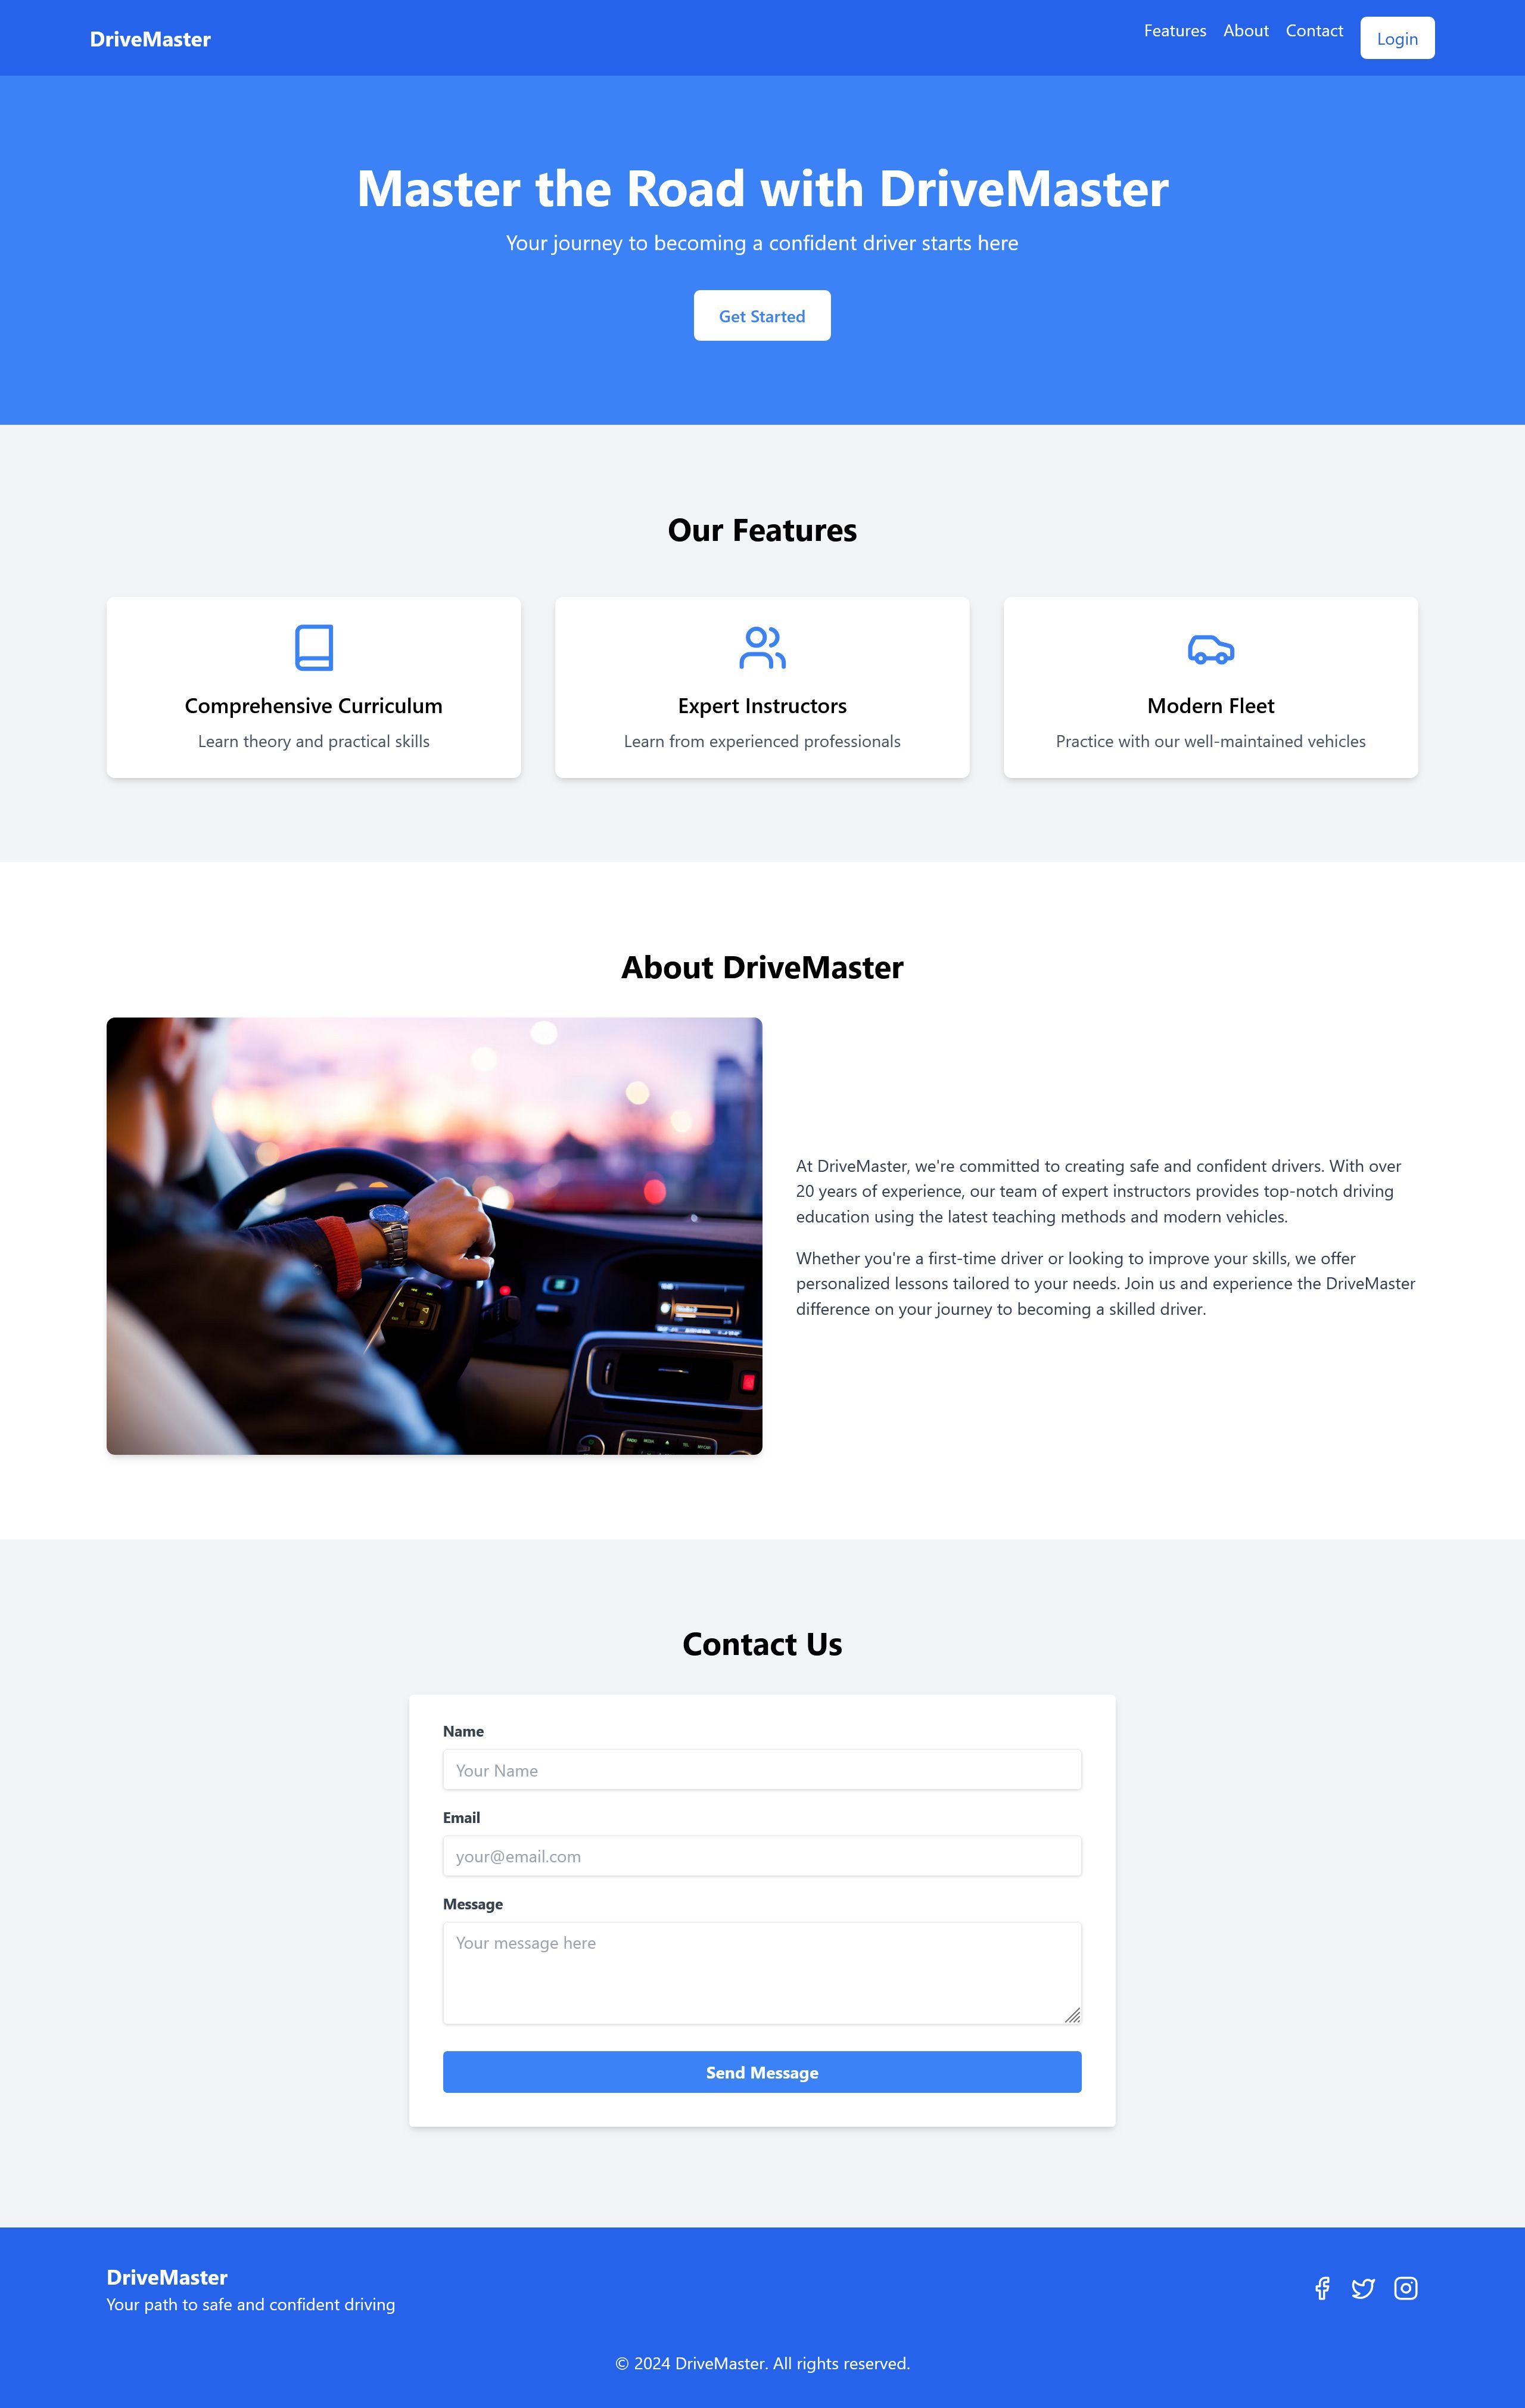 DriveMaster
Features About Contact Login
Master the Road with DriveMaster
Your journey to becoming a confident driver starts here
Get Started
Our Features
Comprehensive Curriculum
Learn theory and practical skills
Expert Instructors
Learn from experienced professionals
Modern Fleet
Practice with our well-maintained vehicles
About DriveMaster
At DriveMaster, we're committed to creating safe and confident drivers. With over
20 years of experience, our team of expert instructors provides top-notch driving
education using the latest teaching methods and modern vehicles.
Whether you're a first-time driver or looking to improve your skills, we offer
personalized lessons tailored to your needs. Join us and experience the DriveMaster
difference on your journey to becoming a skilled driver.
Contact Us
Name
Your Name
Email
your@email.com
Message
Your message here
Send Message
DriveMaster
Your path to safe and confident driving
© 2024 DriveMaster. All rights reserved.